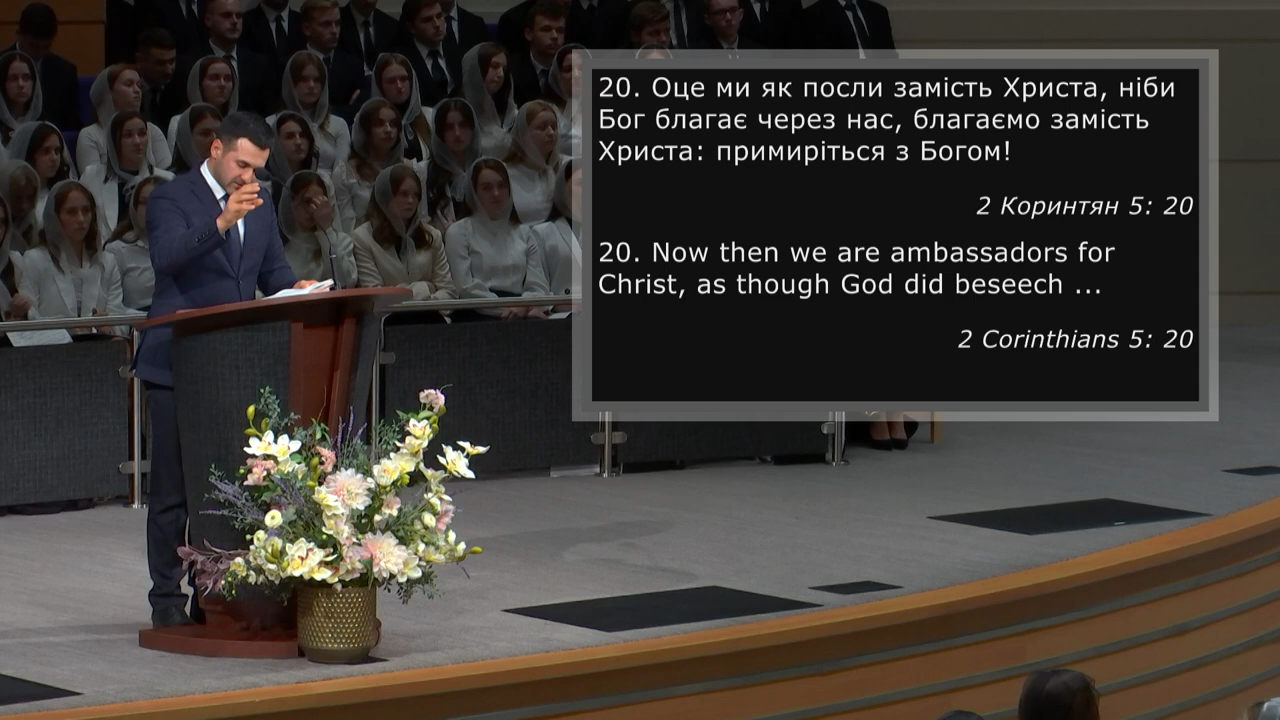 20. Оце ми як посли замість Христа, ніби
Бог благає через нас, благаємо замість
Христа: примиріться з Богом!
2 Коринтян 5: 20
20. Now then we are ambassadors for
Christ, as though God did beseech ...
2 Corinthians 5: 20